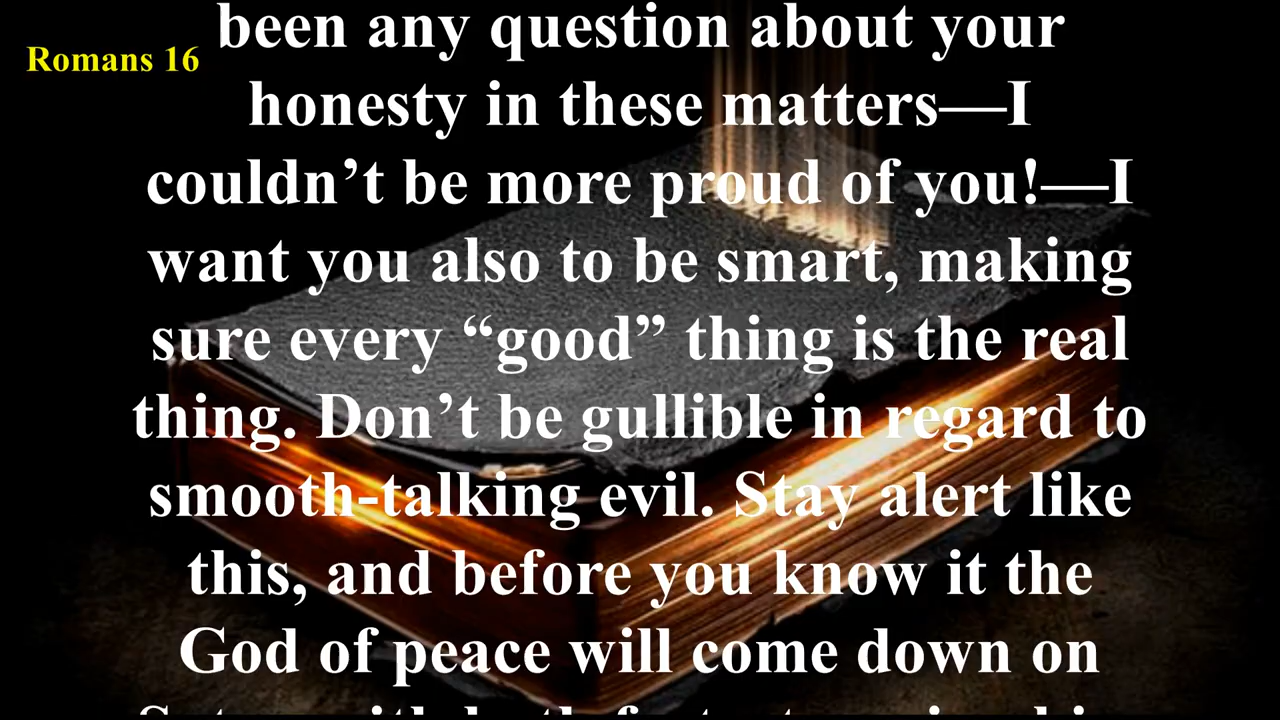 Romans 16
been any question about your
honesty in these matters—I
couldn’t be more proud of you!—I
want you also to be smart, making
sure every “good” thing is the real
thing. Don’t be gullible in regard to
smooth-talking evil. Stay alert like
this, and before you know it the
God of peace will come down on